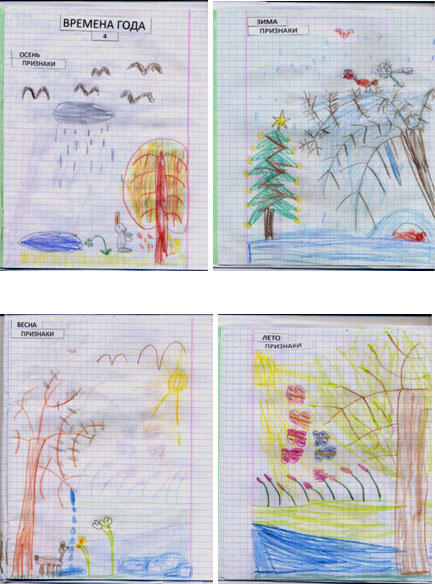 ВРЕМЕНА ГОДА
4
ОСЕНЬ
ПРИЗНАКИ
ЗИМА
ПРИЗНАКИ
ВЕСНА
ПРИЗНАКИ
ЛЕТО
ПРИЗНАКИ